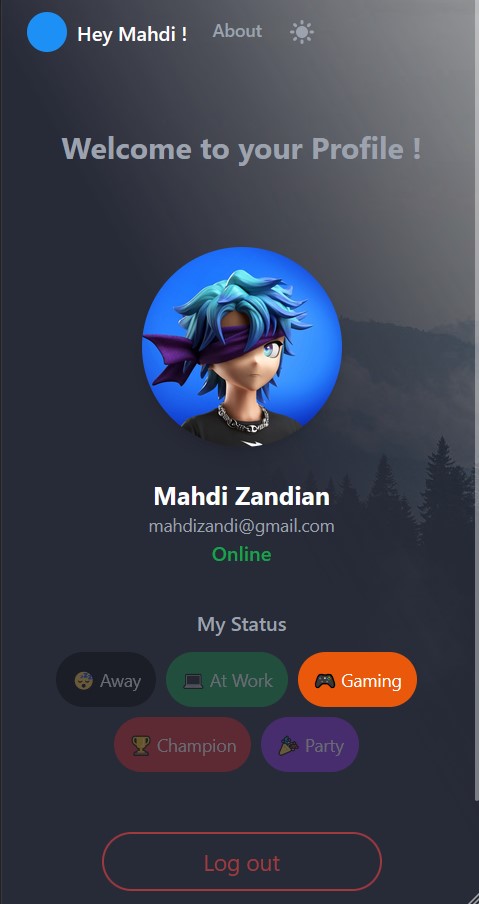 Hey Mahdi ! About
Welcome to your Profile !
Mahdi Zandian
mahdizandi@gmail.com
Online
My Status
😴 Away 💻 At Work 🎮 Gaming
🏆 Champion 🎉 Party
Log out